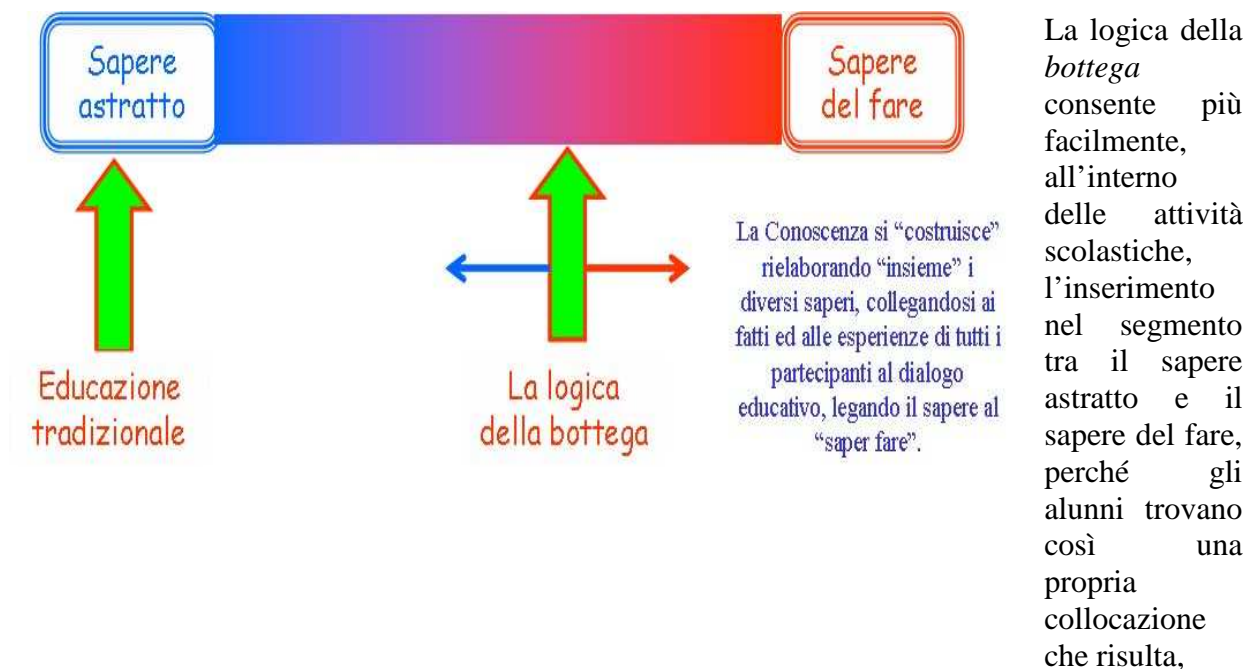 Sapere
astratto
Sapere
del fare
Educazione
tradizionale
La logica
della bottega
La Conoscenza si “costruisce”
rielaborando “insieme” i
diversi saperi, collegandosi ai
fatti ed alle esperienze di tutti i
partecipanti al dialogo
educativo, legando il sapere al
“saper fare”.
La logica della
bottega
consente più
facilmente,
all’interno
delle attività
scolastiche,
l’inserimento
nel segmento
tra il sapere
astratto e il
sapere del fare,
perché gli
alunni trovano
così una
propria
collocazione
che risulta,